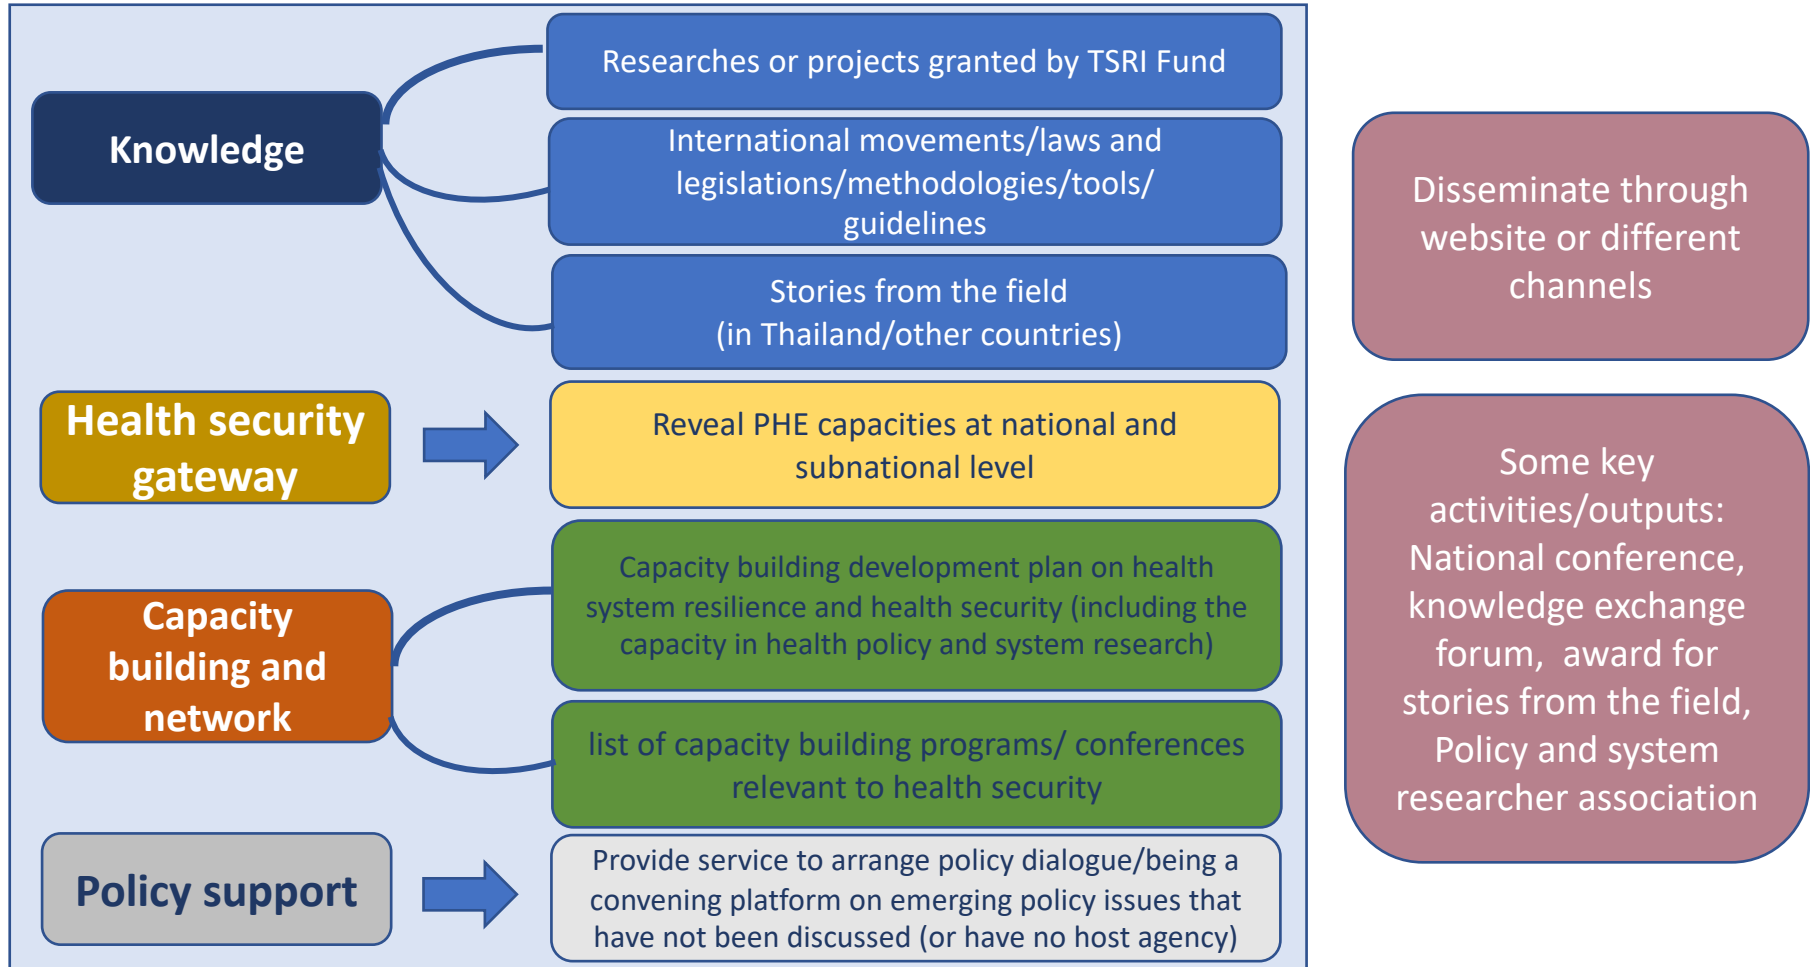 Knowledge
Researches or projects granted by TSRI Fund
International movements/laws and
legislations/methodologies/tools/
guidelines
Stories from the field
(in Thailand/other countries)
Health security
gateway
Reveal PHE capacities at national and
subnational level
Capacity
building and
network
Capacity building development plan on health
system resilience and health security (including the
capacity in health policy and system research)
list of capacity building programs/ conferences
relevant to health security
Policy support
Provide service to arrange policy dialogue/being a
convening platform on emerging policy issues that
have not been discussed (or have no host agency)
Disseminate through
website or different
channels
Some key
activities/outputs:
National conference,
knowledge exchange
forum,  award for
stories from the field,
Policy and system
researcher association